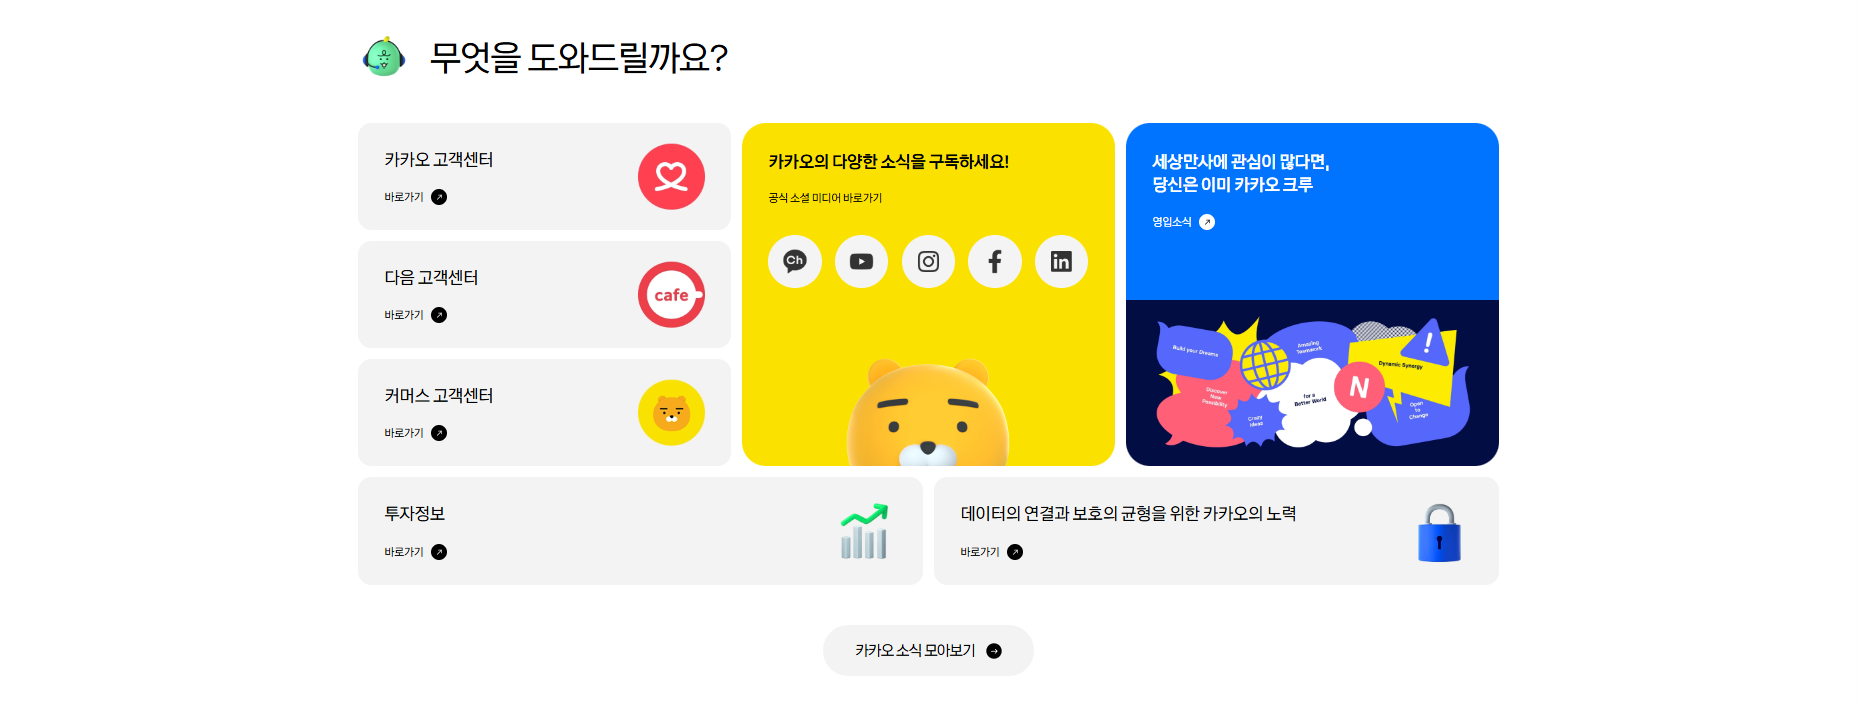 무엇을 도와드릴까요?
카카오 고객센터
바로가기
다음 고객센터
바로가기
cafe
커머스 고객센터
바로가기
카카오의 다양한 소식을 구독하세요!
공식 소셜 미디어 바로가기
Ch
in
세상만사에 관심이 많다면,
당신은 이미 카카오 크루
영입소식
Build your Dreams
Amazing
Teamwork
Dynamic Synergy
Discover
New
Possibility
for a
Better World
N
Crazy
Ideas
Open
to
Change
투자정보
바로가기
데이터의 연결과 보호의 균형을 위한 카카오의 노력
바로가기
카카오 소식 모아보기